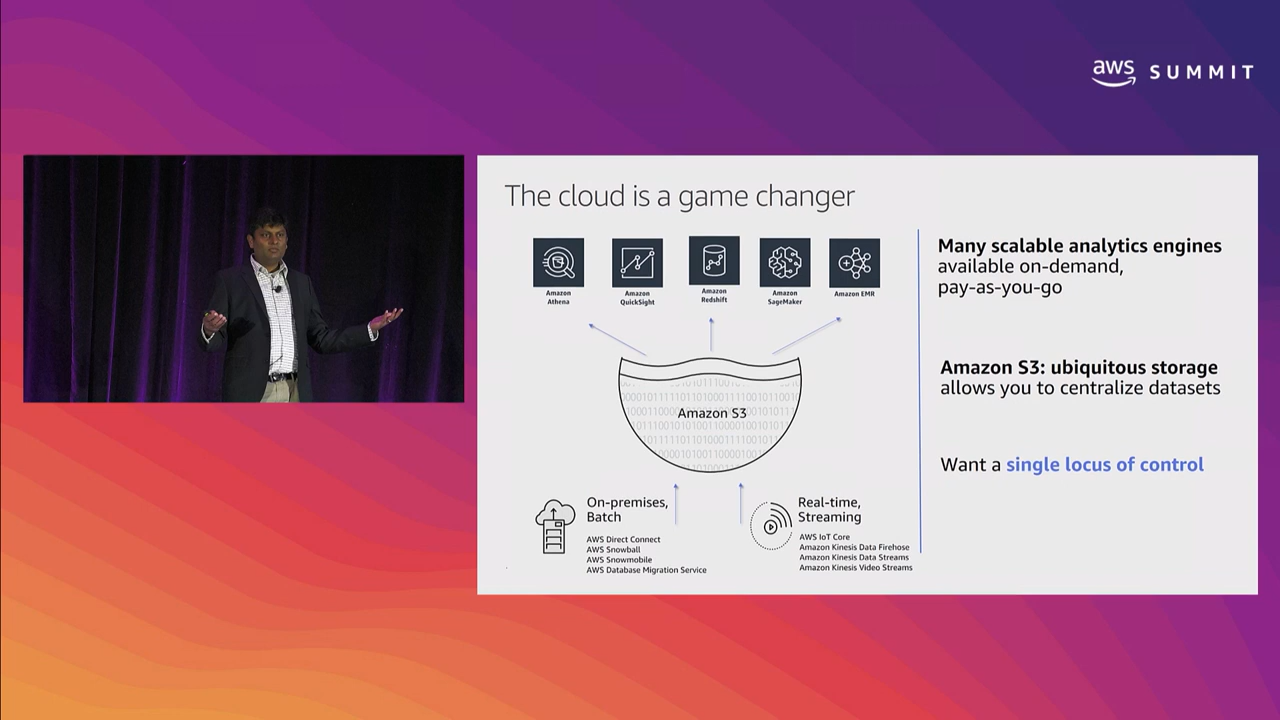 aws SUMMIT
The cloud is a game changer
Amazon
Athena
Amazon
QuickSight
Amazon
Redshift
Amazon
SageMaker
Amazon EMR
Amazon S3
On-premises,
Batch
AWS Direct Connect
AWS Snowball
AWS Snowmobile
AWS Database Migration Service
Real-time,
Streaming
AWS IoT Core
Amazon Kinesis Data Firehose
Amazon Kinesis Data Streams
Amazon Kinesis Video Streams
Many scalable analytics engines
available on-demand,
pay-as-you-go
Amazon S3: ubiquitous storage
allows you to centralize datasets
Want a single locus of control